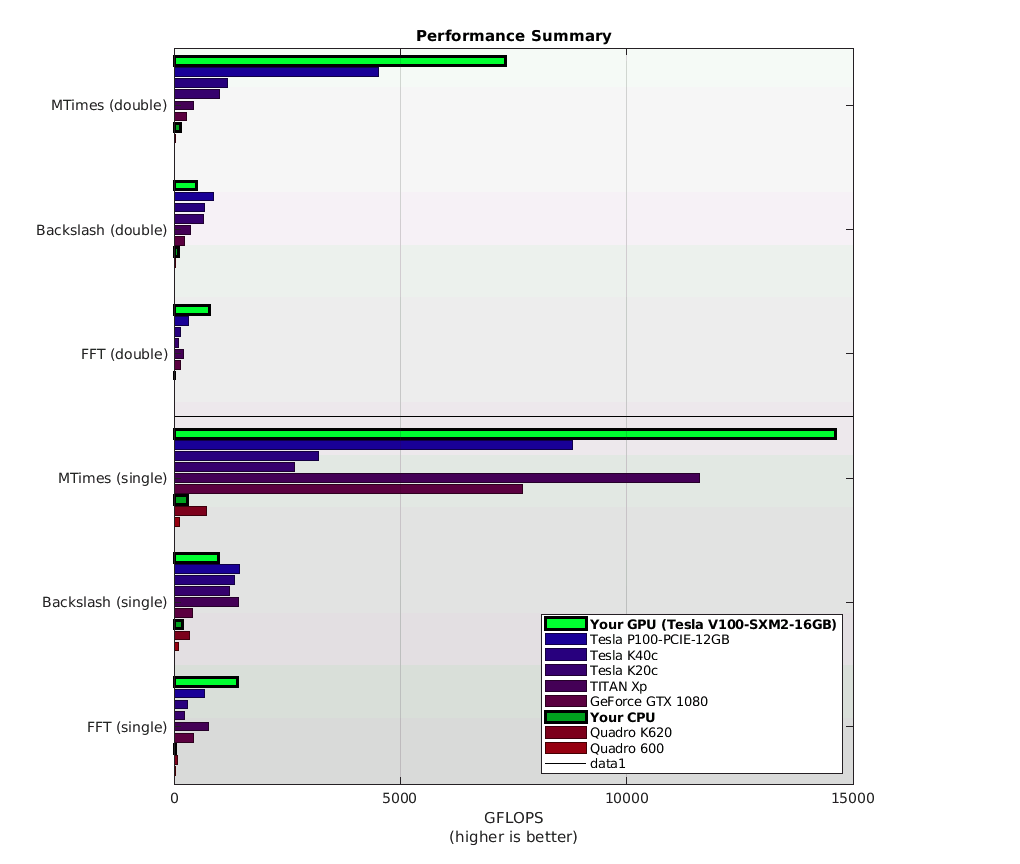 Performance Summary
MTimes (double)
Backslash (double)
FFT (double)
MTimes (single)
Backslash (single)
FFT (single)
Your GPU (Tesla V100-SXM2-16GB)
Tesla P100-PCIE-12GB
Tesla K40c
Tesla K20c
TITAN Xp
GeForce GTX 1080
Your CPU
Quadro K620
Quadro 600
data1
0 5000 10000 15000
GFLOPS
(higher is better)